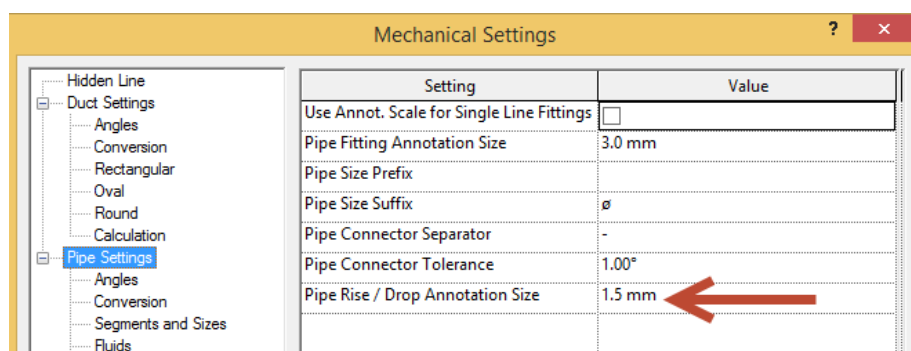 Mechanical Settings
?
×
Hidden Line
Duct Settings
Angles
Conversion
Rectangular
Oval
Round
Calculation
Pipe Settings
Angles
Conversion
Segments and Sizes
Fluids
Setting Value
Use Annot. Scale for Single Line Fittings
Pipe Fitting Annotation Size 3.0 mm
Pipe Size Prefix
Pipe Size Suffix ø
Pipe Connector Separator -
Pipe Connector Tolerance 1.00°
Pipe Rise / Drop Annotation Size 1.5 mm